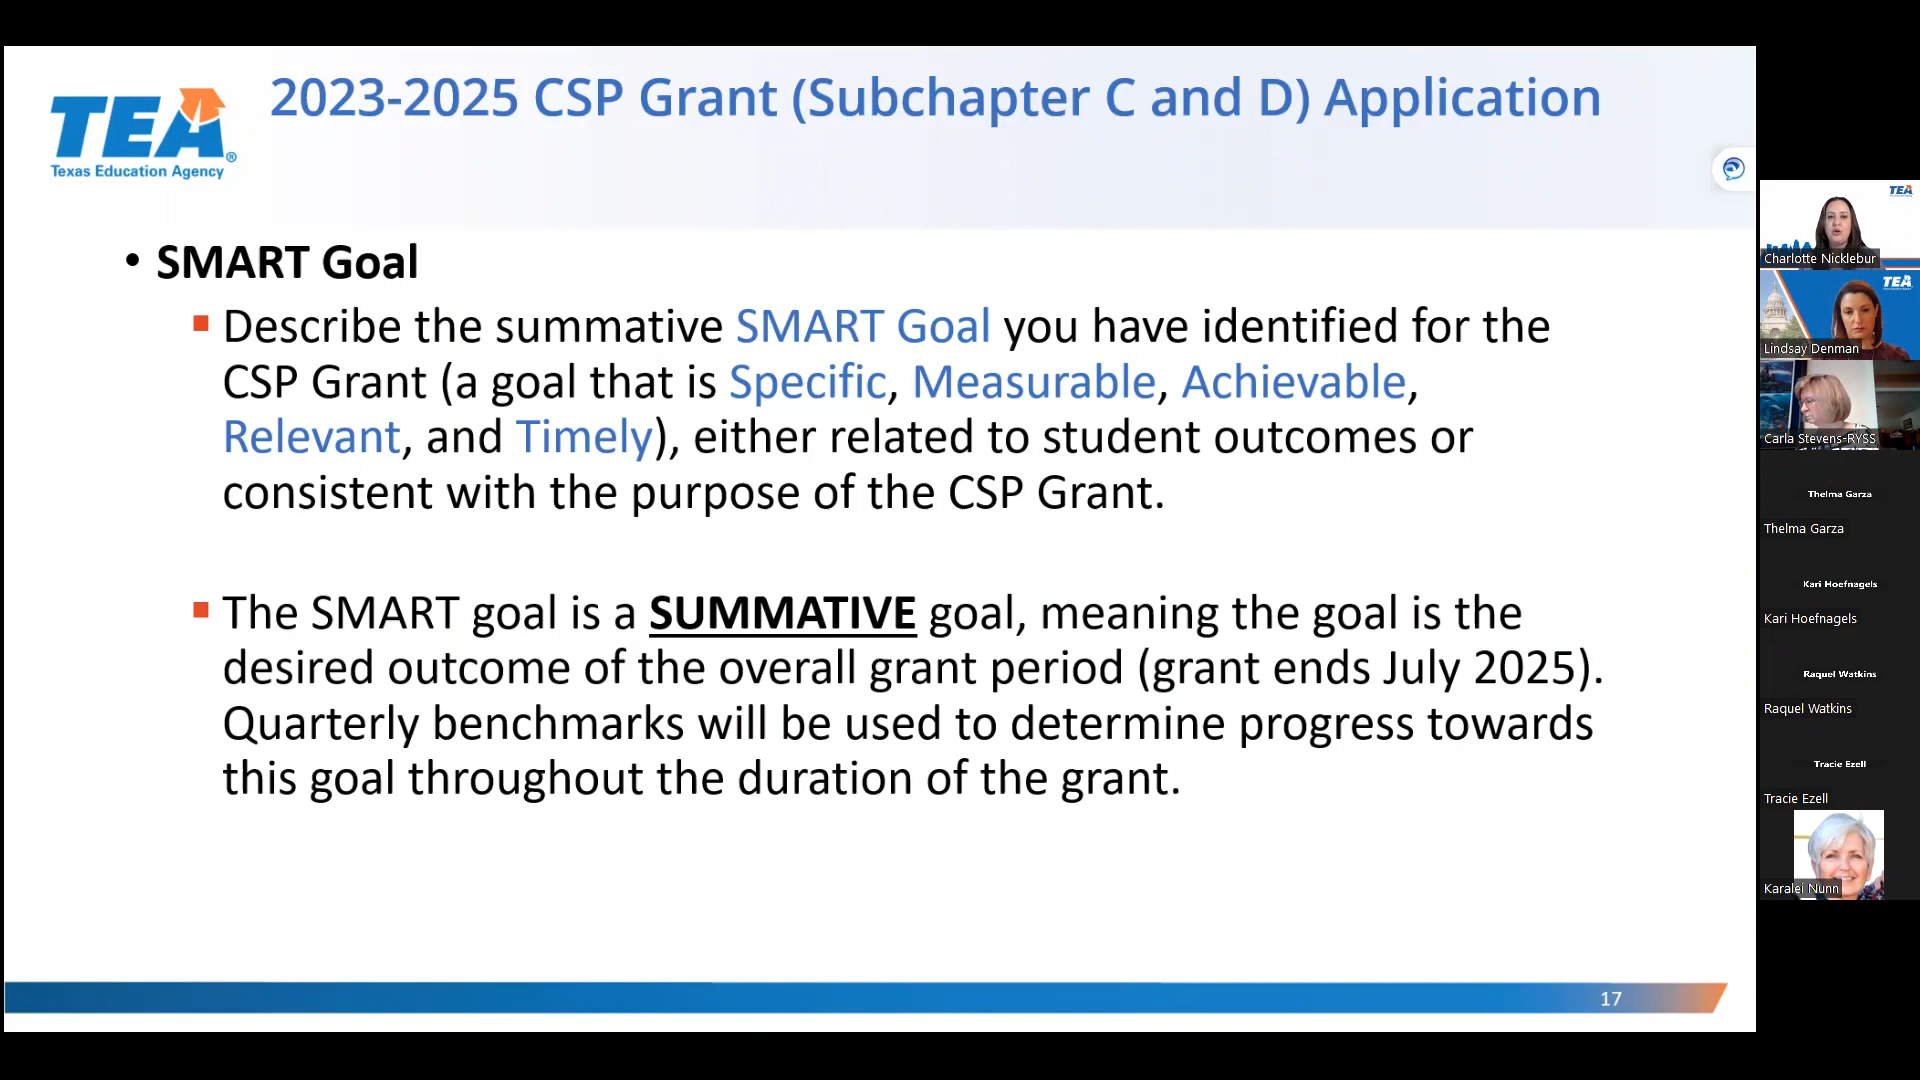 TEA®
Texas Education Agency
2023-2025 CSP Grant (Subchapter C and D) Application
• SMART Goal
▪ Describe the summative SMART Goal you have identified for the
CSP Grant (a goal that is Specific, Measurable, Achievable,
Relevant, and Timely), either related to student outcomes or
consistent with the purpose of the CSP Grant.
▪ The SMART goal is a SUMMATIVE goal, meaning the goal is the
desired outcome of the overall grant period (grant ends July 2025).
Quarterly benchmarks will be used to determine progress towards
this goal throughout the duration of the grant.
17
TEA
Charlotte Nicklebur
TEA
Lindsay Denman
Carla Stevens-RYSS
Thelma Garza
Thelma Garza
Kari Hoefnagels
Kari Hoefnagels
Raquel Watkins
Raquel Watkins
Tracie Ezell
Tracie Ezell
Karalei Nunn